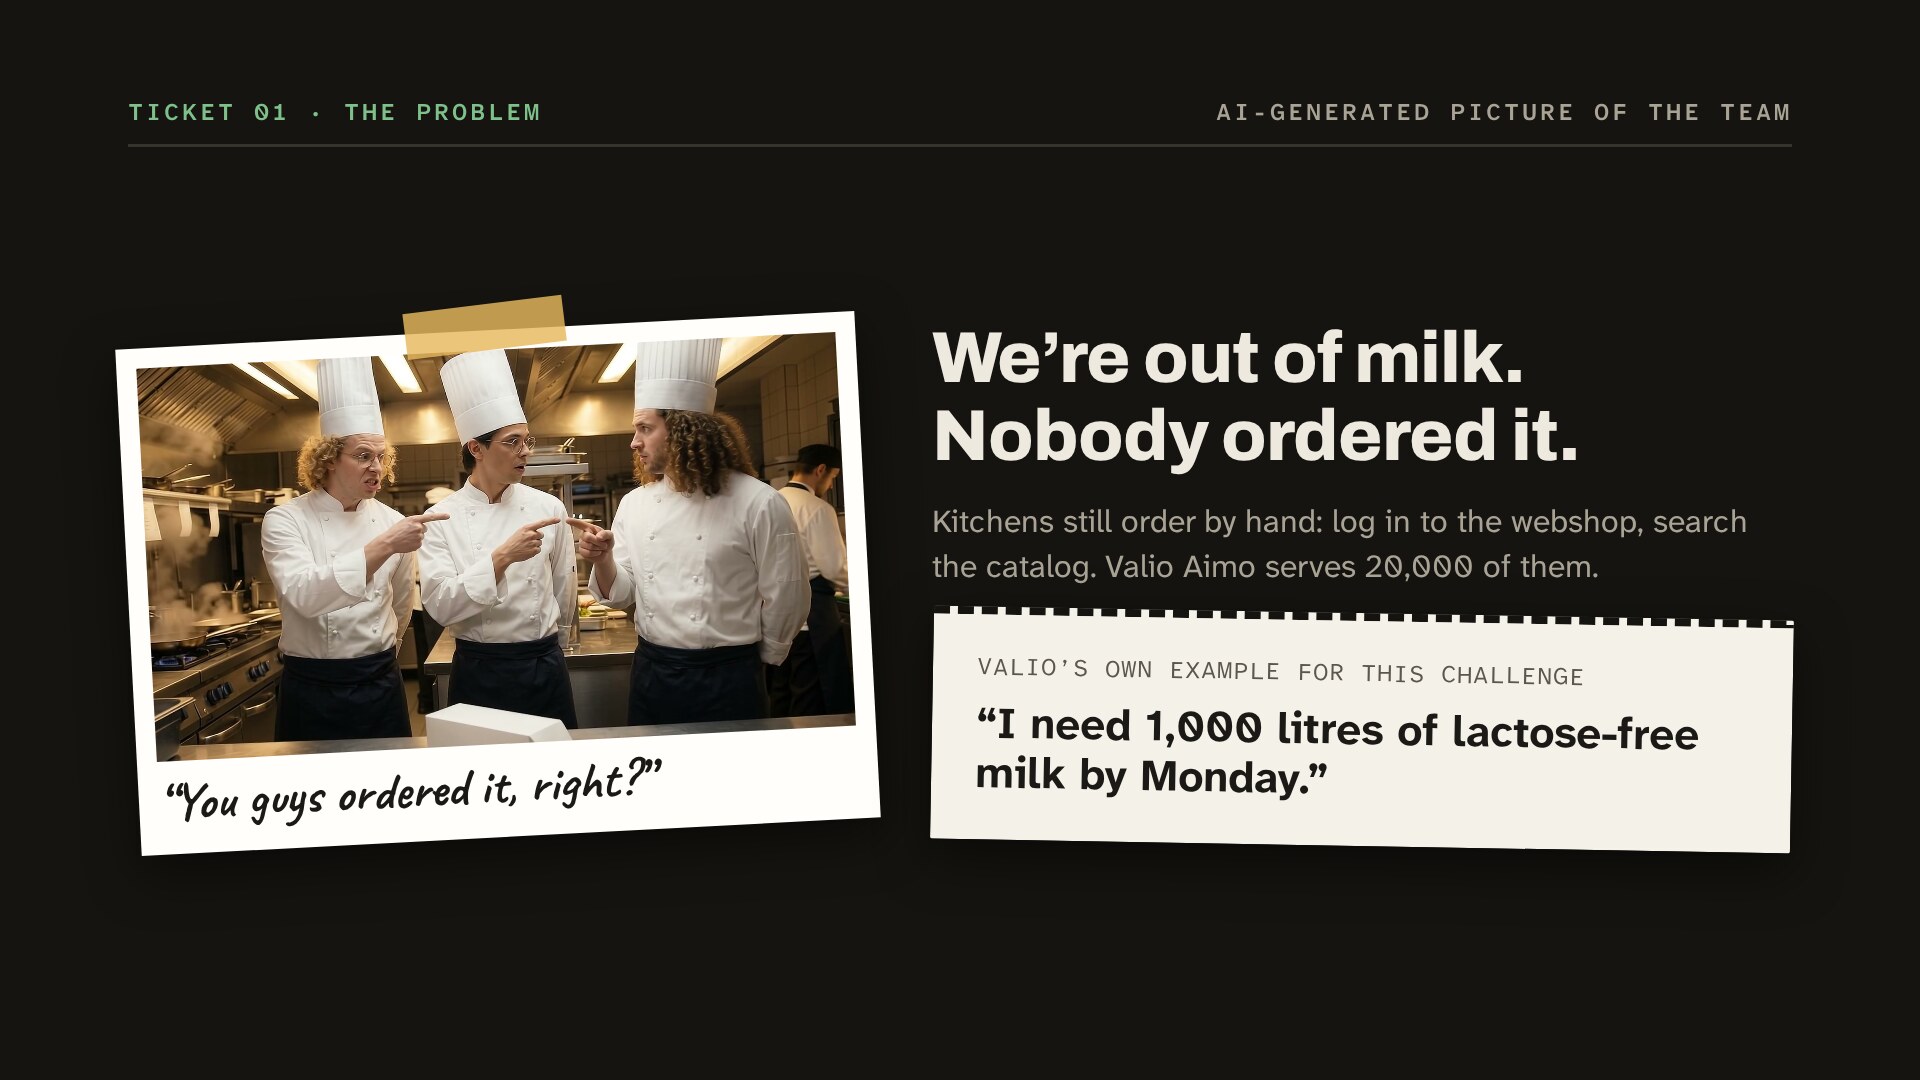 TICKET 01 · THE PROBLEM
AI-GENERATED PICTURE OF THE TEAM
“You guys ordered it, right?”
We’re out of milk.
Nobody ordered it.
Kitchens still order by hand: log in to the webshop, search
the catalog. Valio Aimo serves 20,000 of them.
VALIO’S OWN EXAMPLE FOR THIS CHALLENGE
“I need 1,000 litres of lactose-free
milk by Monday.”